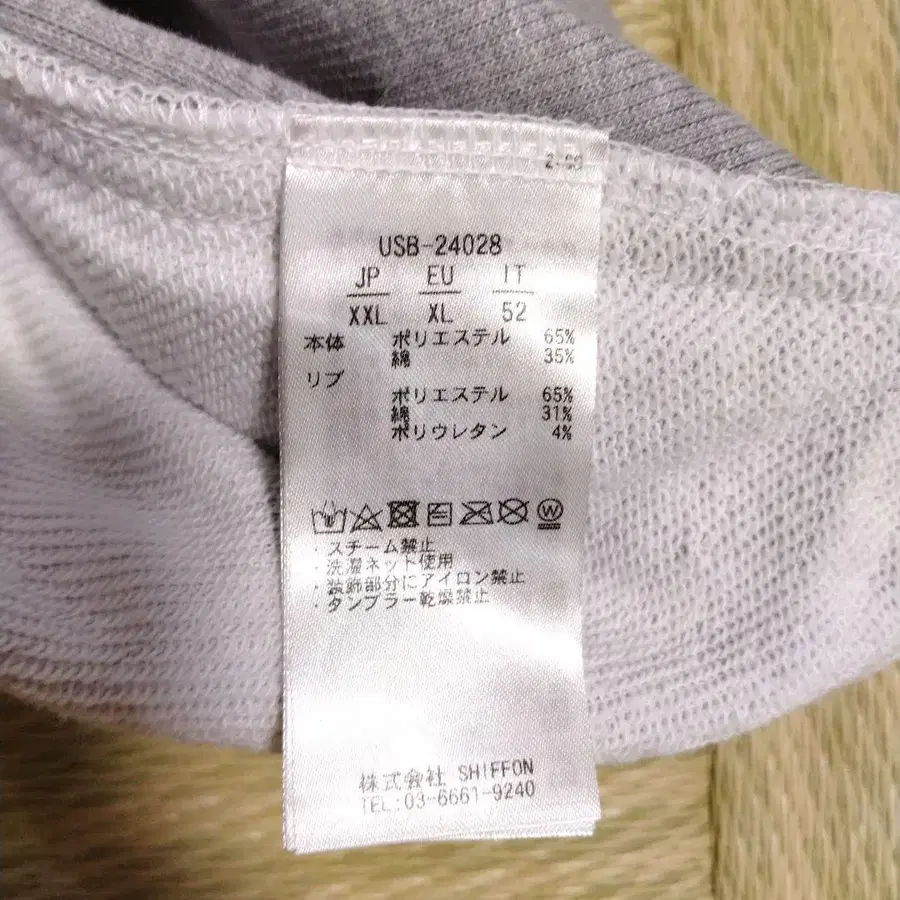 USB-24028
JP EU IT
XXL XL 52
本体 ポリエステル 65%
綿 35%
リブ
ポリエステル 65%
綿 31%
ポリウレタン 4%
・スチーム禁止
・洗濯ネット使用
・装飾部分にアイロン禁止
・タンブラー乾燥禁止
株式会社 SHIFFON
TEL:03-6661-9240